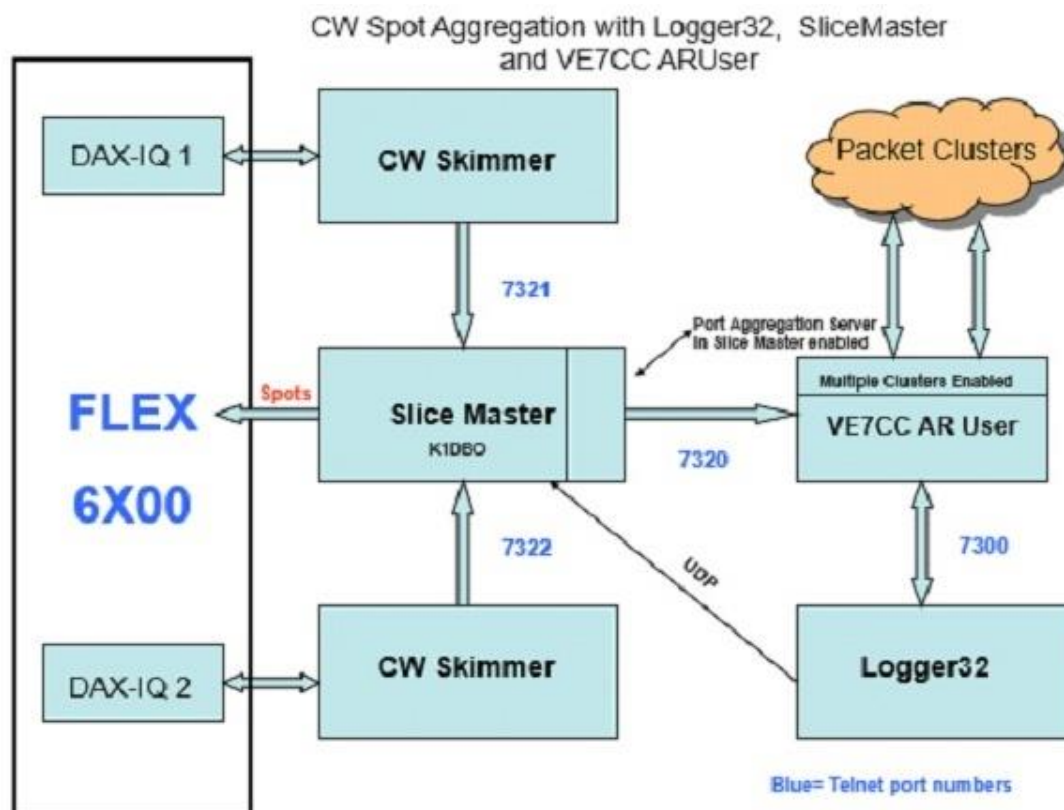 CW Spot Aggregation with Logger32, SliceMaster
and VE7CC ARUser
DAX-IQ 1
CW Skimmer
Packet Clusters
7321
Port Aggregation Server
in Slice Master enabled
FLEX
6X00
Spots
Slice Master
K1DBO
7320
Multiple Clusters Enabled
VE7CC AR User
7322
UDP
7300
DAX-IQ 2
CW Skimmer
Logger32
Blue= Telnet port numbers